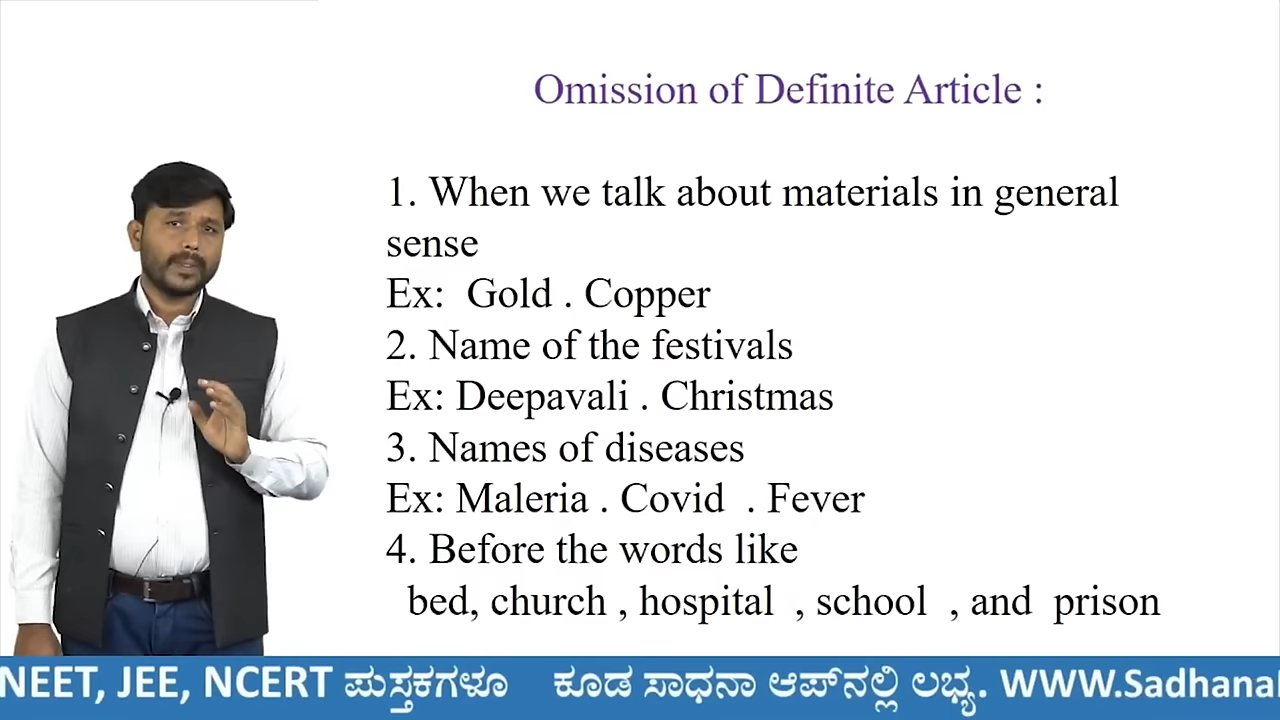 Omission of Definite Article :
1. When we talk about materials in general
sense
Ex: Gold . Copper
2. Name of the festivals
Ex: Deepavali . Christmas
3. Names of diseases
Ex: Maleria . Covid . Fever
4. Before the words like
bed, church , hospital , school , and prison
NEET, JEE, NCERT ಪುಸ್ತಕಗಳೂ ಕೂಡ ಸಾಧನಾ ಆಪ್‌ನಲ್ಲಿ ಲಭ್ಯ. WWW.Sadhana